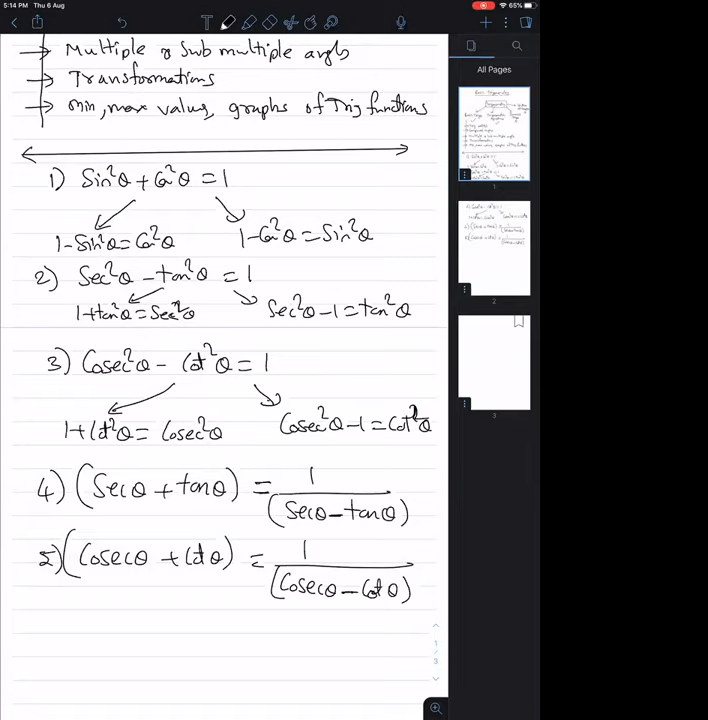 5:14 PM Thu 6 Aug
65%
→ Multiple & Sub multiple angls
→ Transformations
→ Min, max value, graphs of Trig functions
1) Sin²θ + Cos²θ = 1
1 - Sin²θ = Cos²θ 1 - Cos²θ = Sin²θ
2) Sec²θ - tan²θ = 1
1 + tan²θ = Sec²θ Sec²θ - 1 = tan²θ
3) Cosec²θ - Cot²θ = 1
1 + Cot²θ = Cosec²θ Cosec²θ - 1 = Cot²θ
4) (Secθ + tanθ) = 1
(Secθ - tanθ)
5) (Cosecθ + Cotθ) = 1
(Cosecθ - Cotθ)
1
3
All Pages
1
2
3